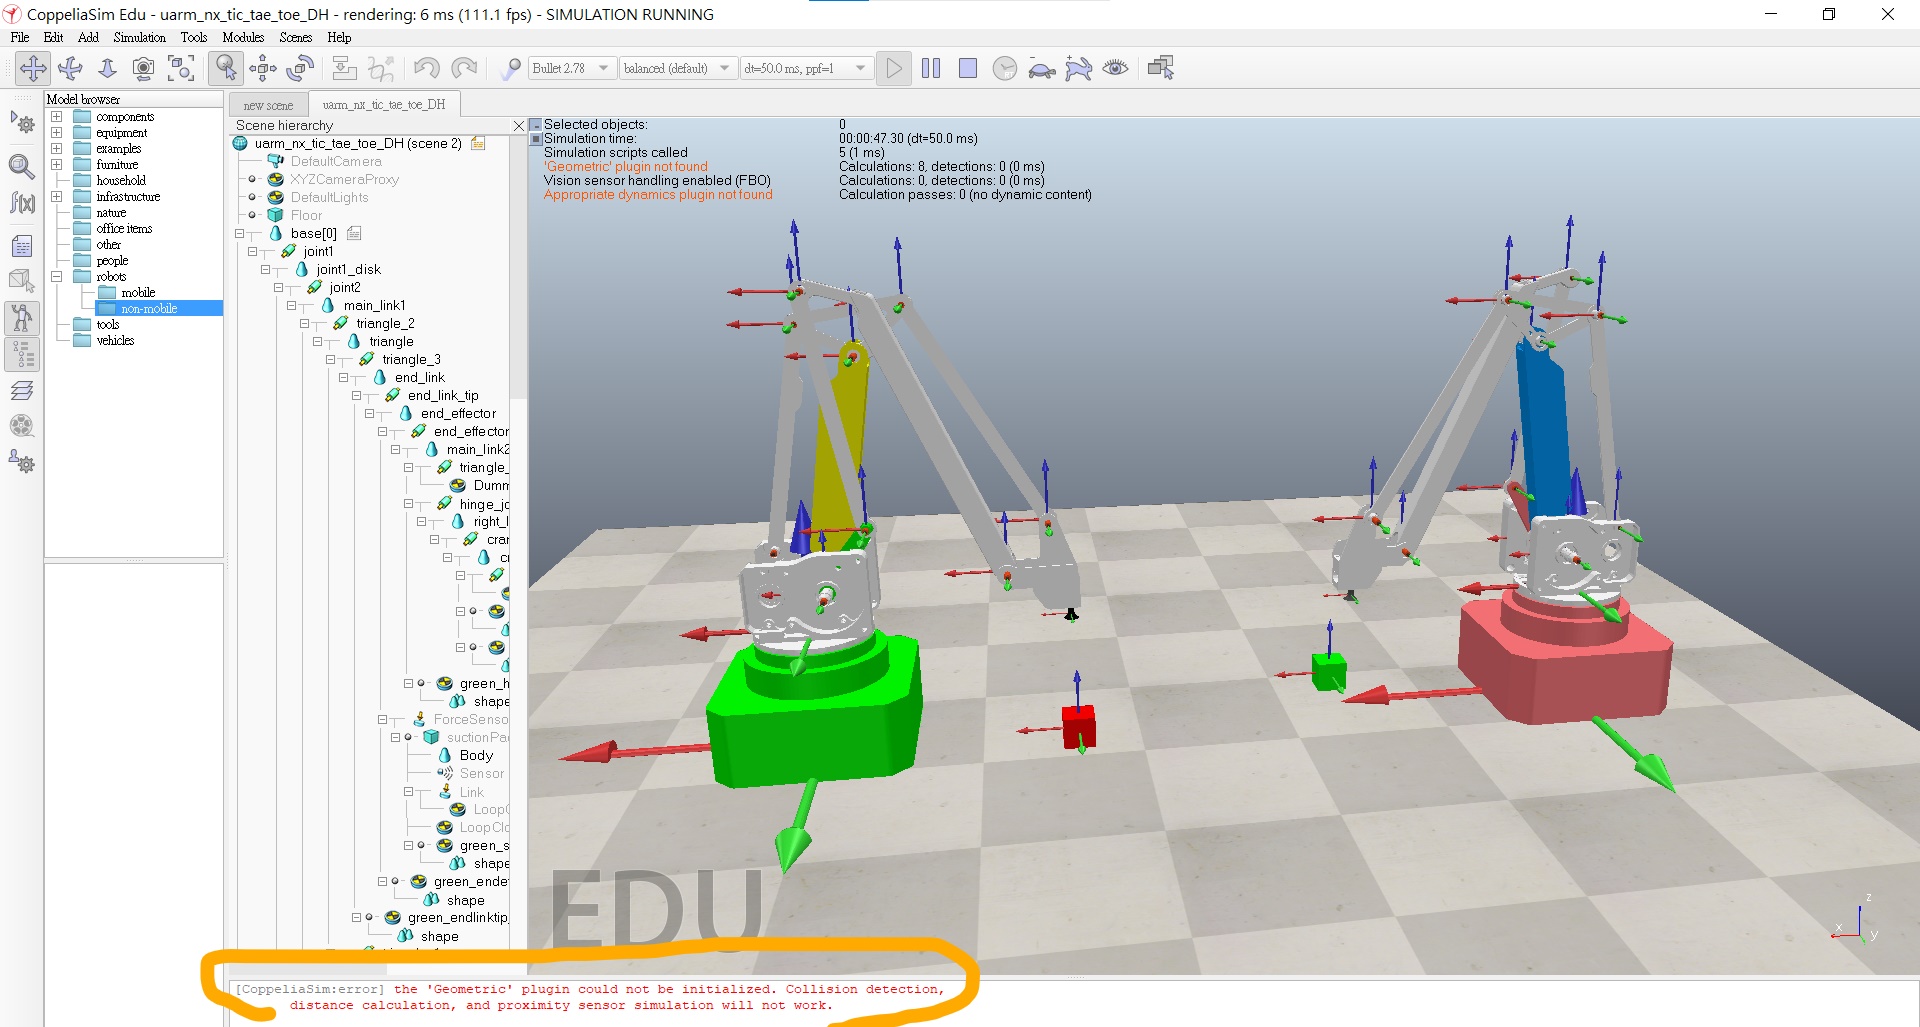 CoppeliaSim Edu - uarm_nx_tic_tae_toe_DH - rendering: 6 ms (111.1 fps) - SIMULATION RUNNING
File Edit Add Simulation Tools Modules Scenes Help
Bullet 2.78 balanced (default) dt=50.0 ms, ppf=1
Model browser
components
equipment
examples
furniture
household
infrastructure
nature
office items
other
people
robots
mobile
non-mobile
tools
vehicles
f(x)
new scene uarm_nx_tic_tae_toe_DH
Scene hierarchy
uarm_nx_tic_tae_toe_DH (scene 2)
DefaultCamera
XYZCameraProxy
DefaultLights
Floor
base[0]
joint1
joint1_disk
joint2
main_link1
triangle_2
triangle
triangle_3
end_link
end_link_tip
end_effector
end_effector
main_link2
triangle_
Dumm
hinge_jo
right_l
crar
cr
green_h
shape
ForceSenso
suctionPa
Body
Sensor
Link
LoopC
LoopClo
green_s
shape
green_endef
shape
green_endlinktip
shape
Selected objects: 0
Simulation time: 00:00:47.30 (dt=50.0 ms)
Simulation scripts called 5 (1 ms)
'Geometric' plugin not found Calculations: 8, detections: 0 (0 ms)
Vision sensor handling enabled (FBO) Calculations: 0, detections: 0 (0 ms)
Appropriate dynamics plugin not found Calculation passes: 0 (no dynamic content)
EDU
z
x
y
[CoppeliaSim:error] the 'Geometric' plugin could not be initialized. Collision detection,
distance calculation, and proximity sensor simulation will not work.